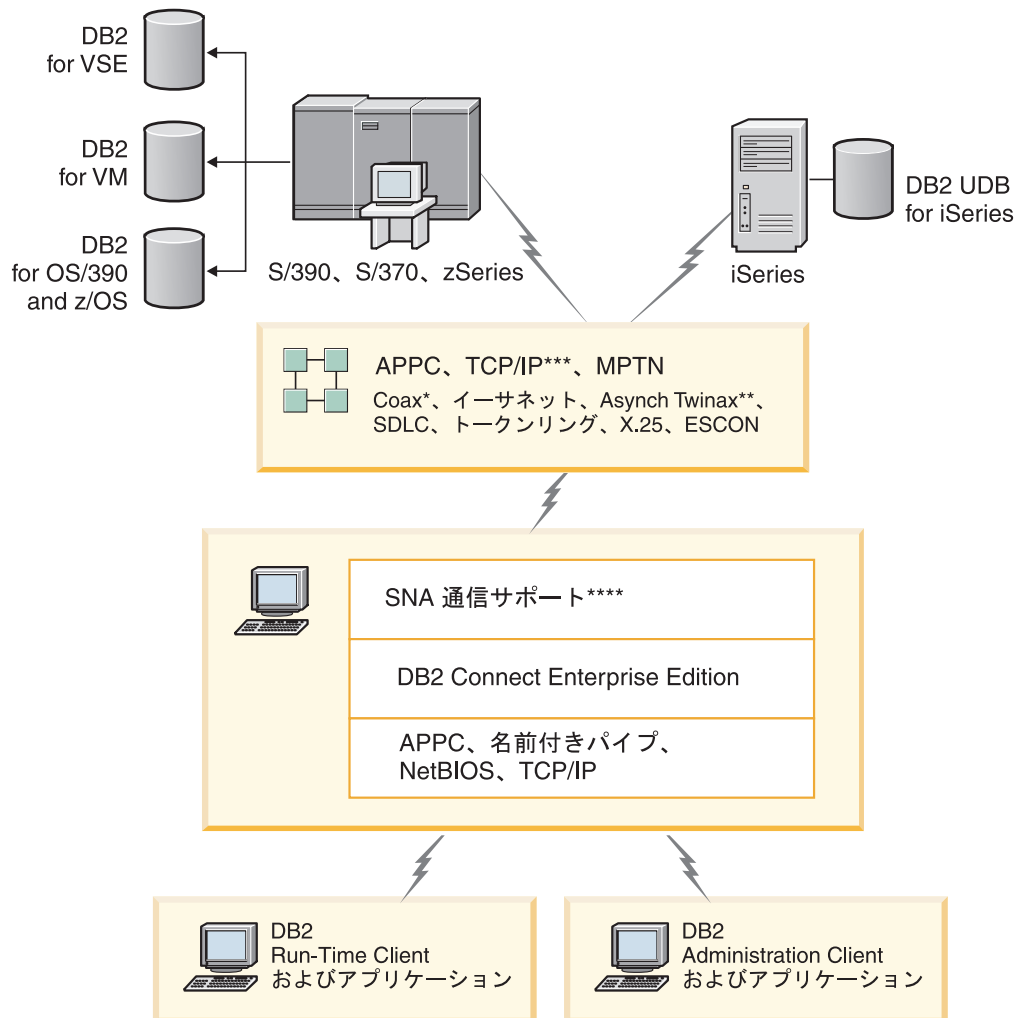 DB2
for VSE
DB2
for VM
DB2
for OS/390
and z/OS
S/390、S/370、zSeries
iSeries
DB2 UDB
for iSeries
APPC、TCP/IP***、MPTN
Coax*、イーサネット、Asynch Twinax**、
SDLC、トークンリング、X.25、ESCON
SNA 通信サポート****
DB2 Connect Enterprise Edition
APPC、名前付きパイプ、
NetBIOS、TCP/IP
DB2
Run-Time Client
およびアプリケーション
DB2
Administration Client
およびアプリケーション